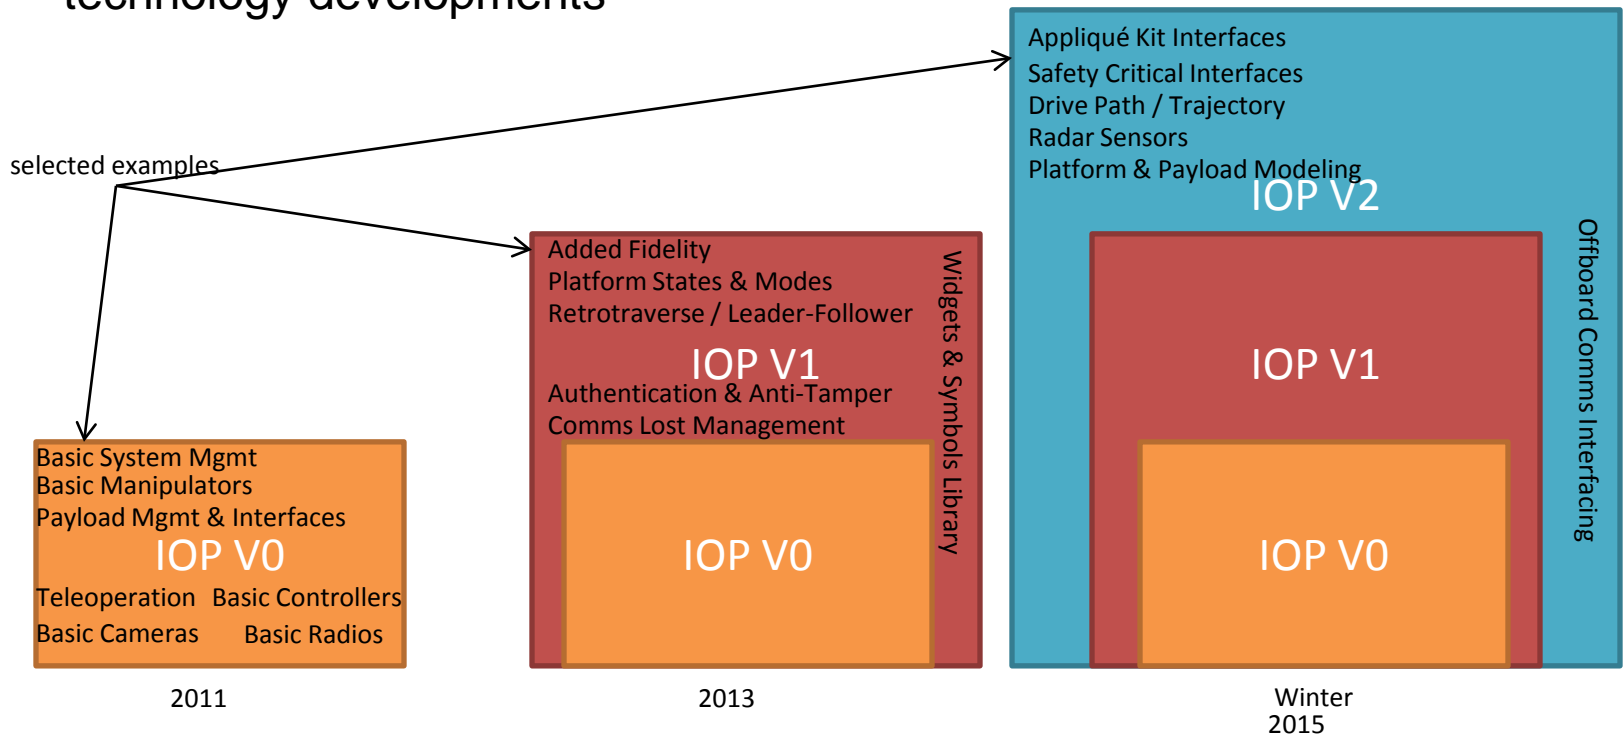 technology developments
selected examples
Basic System Mgmt
Basic Manipulators
Payload Mgmt & Interfaces
IOP V0
Teleoperation Basic Controllers
Basic Cameras Basic Radios
2011
Added Fidelity
Platform States & Modes
Retrotraverse / Leader-Follower
IOP V1
Authentication & Anti-Tamper
Comms Lost Management
Widgets & Symbols Library
IOP V0
2013
Appliqué Kit Interfaces
Safety Critical Interfaces
Drive Path / Trajectory
Radar Sensors
Platform & Payload Modeling
IOP V2
Offboard Comms Interfacing
IOP V1
IOP V0
Winter
2015